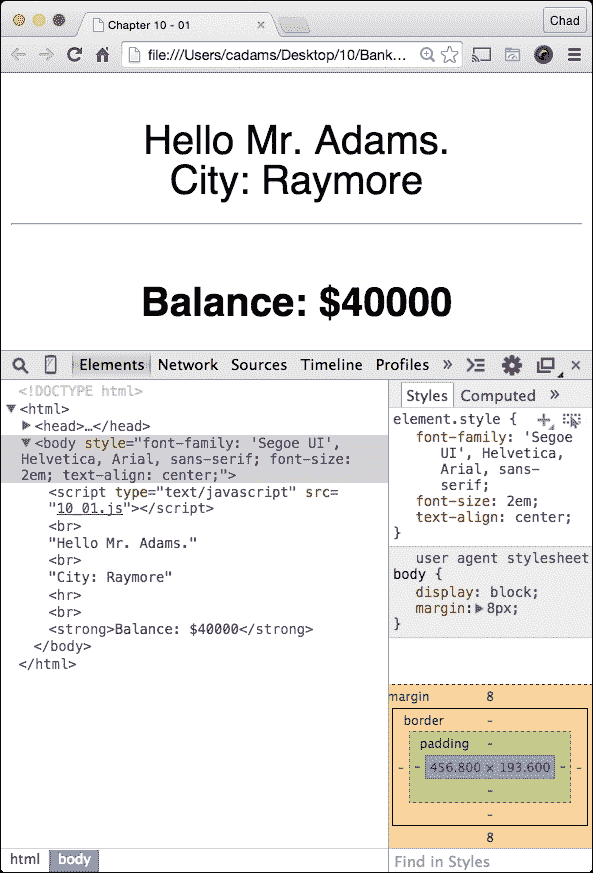 Chapter 10 - 01
Chad
file:///Users/cadams/Desktop/10/Bank...
Hello Mr. Adams.
City: Raymore
Balance: $40000
Elements Network Sources Timeline Profiles »
<!DOCTYPE html>
<html>
<head>…</head>
<body style="font-family: 'Segoe UI',
Helvetica, Arial, sans-serif; font-size:
2em; text-align: center;">
<script type="text/javascript" src=
"10_01.js"></script>
<br>
"Hello Mr. Adams."
<br>
"City: Raymore"
<hr>
<br>
<strong>Balance: $40000</strong>
</body>
</html>
html body
Styles Computed »
element.style {
font-family: 'Segoe
UI', Helvetica,
Arial, sans-
serif;
font-size: 2em;
text-align: center;
}
user agent stylesheet
body {
display: block;
margin: 8px;
}
margin 8
border -
padding -
- - 456.800 × 193.600 - -
-
-
8
Find in Styles